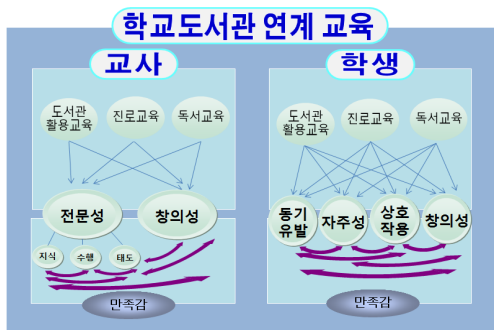 학교도서관 연계 교육
교사
학생
도서관
활용교육
진로교육
독서교육
전문성
창의성
지식
수행
태도
만족감
도서관
활용교육
진로교육
독서교육
동기
유발
자주성
상호
작용
창의성
만족감